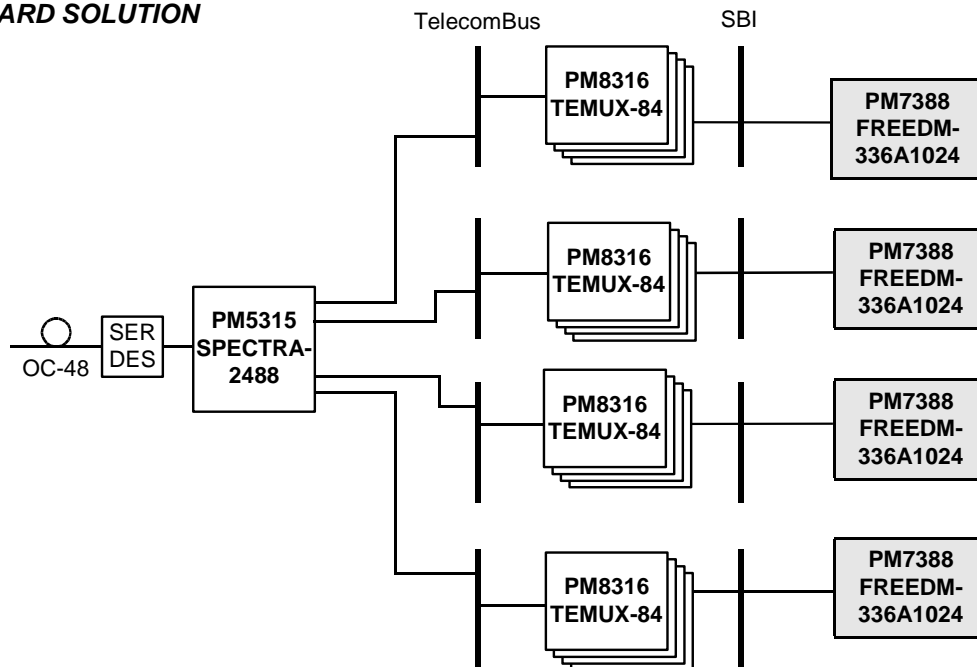 ARD SOLUTION
TelecomBus
SBI
PM8316
TEMUX-84
PM7388
FREEDM-
336A1024
PM8316
TEMUX-84
PM7388
FREEDM-
336A1024
OC-48
SER
DES
PM5315
SPECTRA-
2488
PM8316
TEMUX-84
PM7388
FREEDM-
336A1024
PM8316
TEMUX-84
PM7388
FREEDM-
336A1024